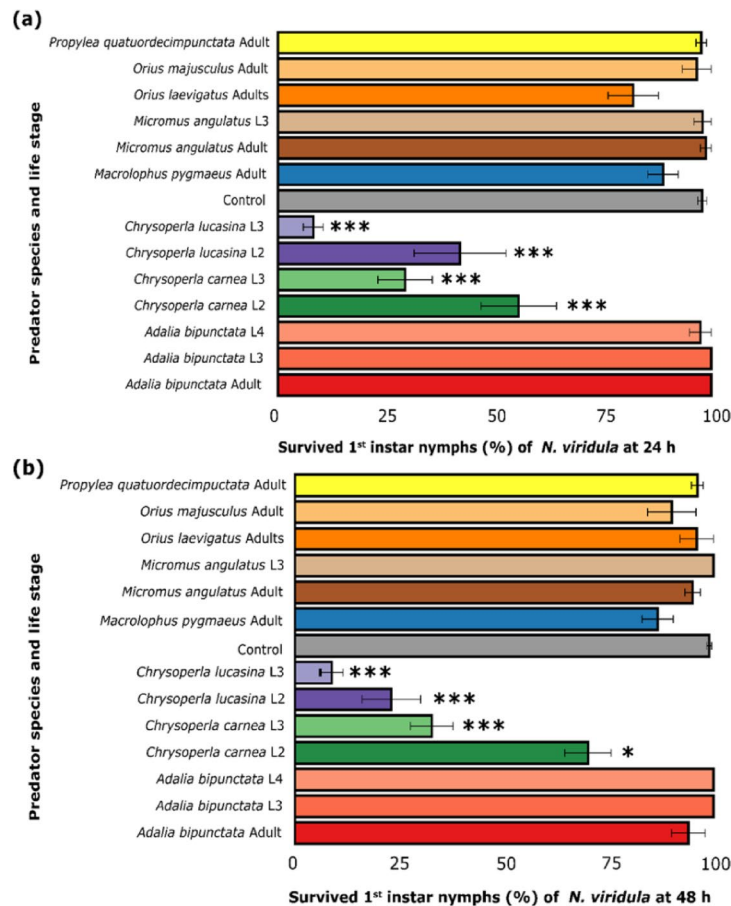 (a)
Propylea quatuordecimpunctata Adult
Orius majusculus Adult
Orius laevigatus Adults
Micromus angulatus L3
Micromus angulatus Adult
Macrolophus pygmaeus Adult
Control
Chrysoperla lucasina L3
***
Chrysoperla lucasina L2
***
Chrysoperla carnea L3
***
Chrysoperla carnea L2
***
Adalia bipunctata L4
Adalia bipunctata L3
Adalia bipunctata Adult
Predator species and life stage
0 25 50 75 100
Survived 1st instar nymphs (%) of N. viridula at 24 h
(b)
Propylea quatuordecimpuctata Adult
Orius majusculus Adult
Orius laevigatus Adults
Micromus angulatus L3
Micromus angulatus Adult
Macrolophus pygmaeus Adult
Control
Chrysoperla lucasina L3
***
Chrysoperla lucasina L2
***
Chrysoperla carnea L3
***
Chrysoperla carnea L2
*
Adalia bipunctata L4
Adalia bipunctata L3
Adalia bipunctata Adult
Predator species and life stage
0 25 50 75 100
Survived 1st instar nymphs (%) of N. viridula at 48 h